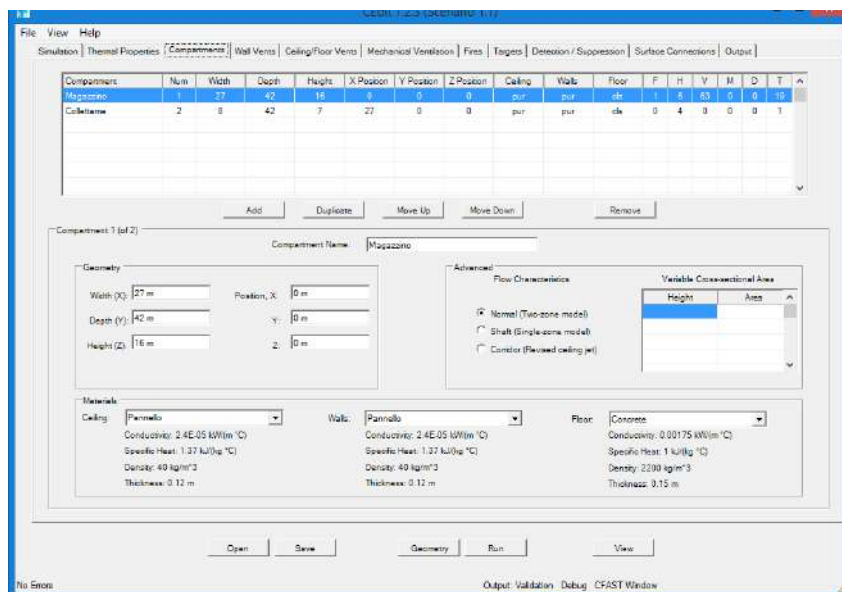 CEdit 7.2.3 (Scenario 1.1)
File View Help
Simulation Thermal Properties Compartments Wall Vents Ceiling/Floor Vents Mechanical Ventilation Fires Targets Detection / Suppression Surface Connections Output
Compartment Num Width Depth Height X Position Y Position Z Position Ceiling Walls Floor F H V M D T
Magazzino 1 27 42 16 0 0 0 pur pur cls 1 5 63 0 0 19
Collettame 2 8 42 7 27 0 0 pur pur cls 0 4 0 0 0 1
Add Duplicate Move Up Move Down Remove
Compartment 1 (of 2)
Compartment Name: Magazzino
Geometry
Width (X): 27 m Position, X: 0 m
Depth (Y): 42 m Y: 0 m
Height (Z): 16 m Z: 0 m
Advanced
Flow Characteristics
Normal (Two-zone model)
Shaft (Single-zone model)
Corridor (Revised ceiling jet)
Variable Cross-sectional Area
Height Area
Materials
Ceiling: Pannello Walls: Pannello Floor: Concrete
Conductivity: 2.4E-05 kW/(m °C) Conductivity: 2.4E-05 kW/(m °C) Conductivity: 0.00175 kW/(m °C)
Specific Heat: 1.37 kJ/(kg °C) Specific Heat: 1.37 kJ/(kg °C) Specific Heat: 1 kJ/(kg °C)
Density: 40 kg/m^3 Density: 40 kg/m^3 Density: 2200 kg/m^3
Thickness: 0.12 m Thickness: 0.12 m Thickness: 0.15 m
Open Save Geometry Run View
No Errors Output: Validation Debug CFAST Window